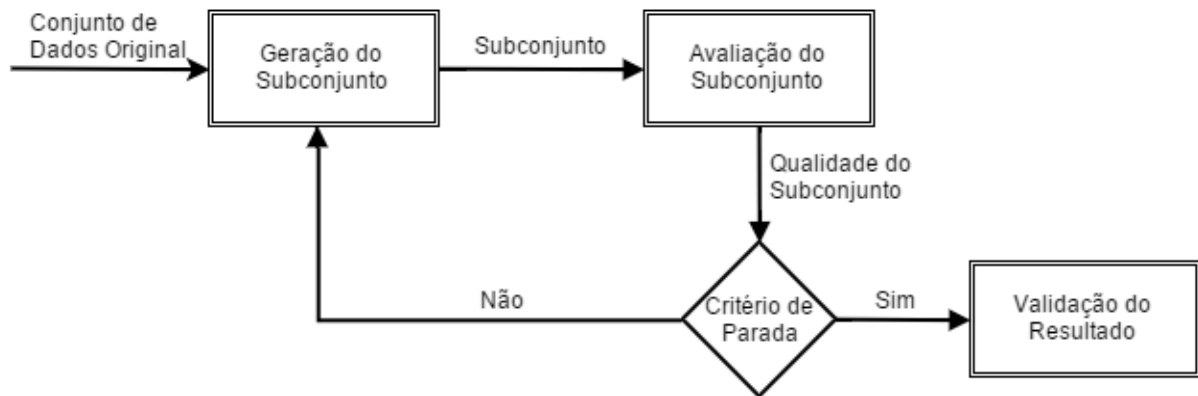 Conjunto de
Dados Original
Geração do
Subconjunto
Subconjunto
Avaliação do
Subconjunto
Qualidade do
Subconjunto
Não
Critério de
Parada
Sim
Validação do
Resultado